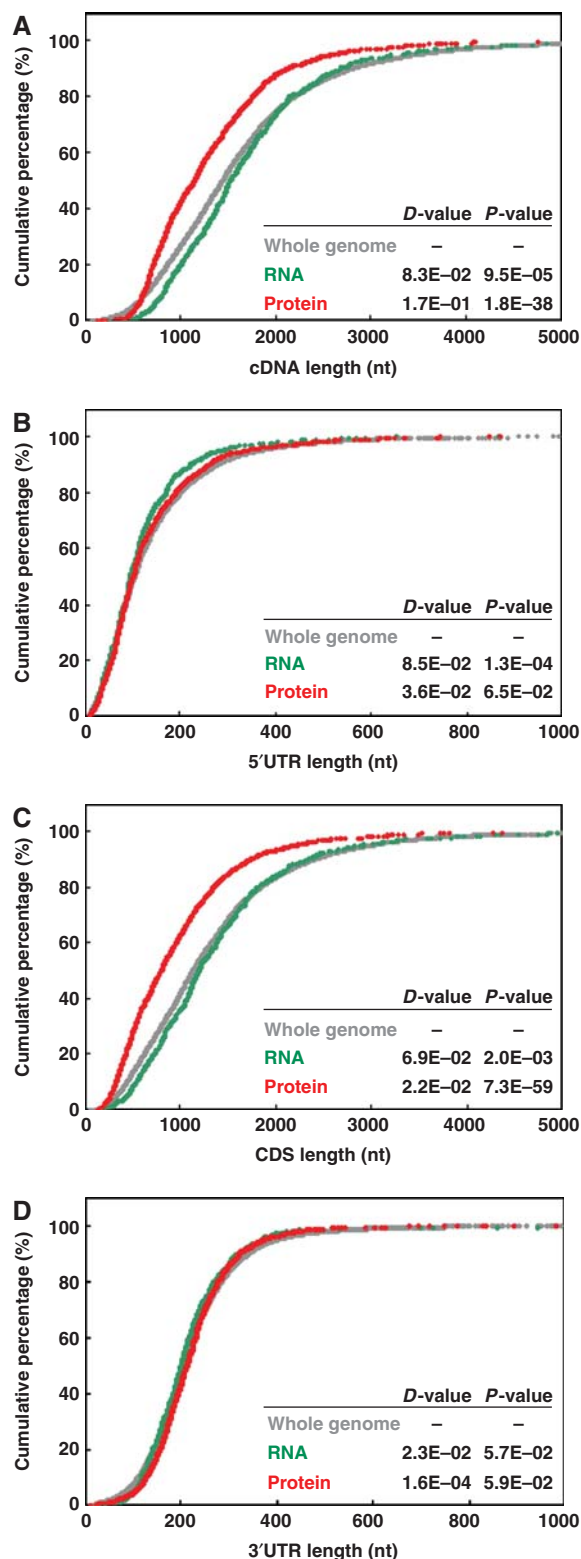 A
Cumulative percentage (%)
100
80
60
40
20
0
D-value P-value
Whole genome – –
RNA 8.3E–02 9.5E–05
Protein 1.7E–01 1.8E–38
0 1000 2000 3000 4000 5000
cDNA length (nt)
B
Cumulative percentage (%)
100
80
60
40
20
0
D-value P-value
Whole genome – –
RNA 8.5E–02 1.3E–04
Protein 3.6E–02 6.5E–02
0 200 400 600 800 1000
5′UTR length (nt)
C
Cumulative percentage (%)
100
80
60
40
20
0
D-value P-value
Whole genome – –
RNA 6.9E–02 2.0E–03
Protein 2.2E–02 7.3E–59
0 1000 2000 3000 4000 5000
CDS length (nt)
D
Cumulative percentage (%)
100
80
60
40
20
0
D-value P-value
Whole genome – –
RNA 2.3E–02 5.7E–02
Protein 1.6E–04 5.9E–02
0 200 400 600 800 1000
3′UTR length (nt)